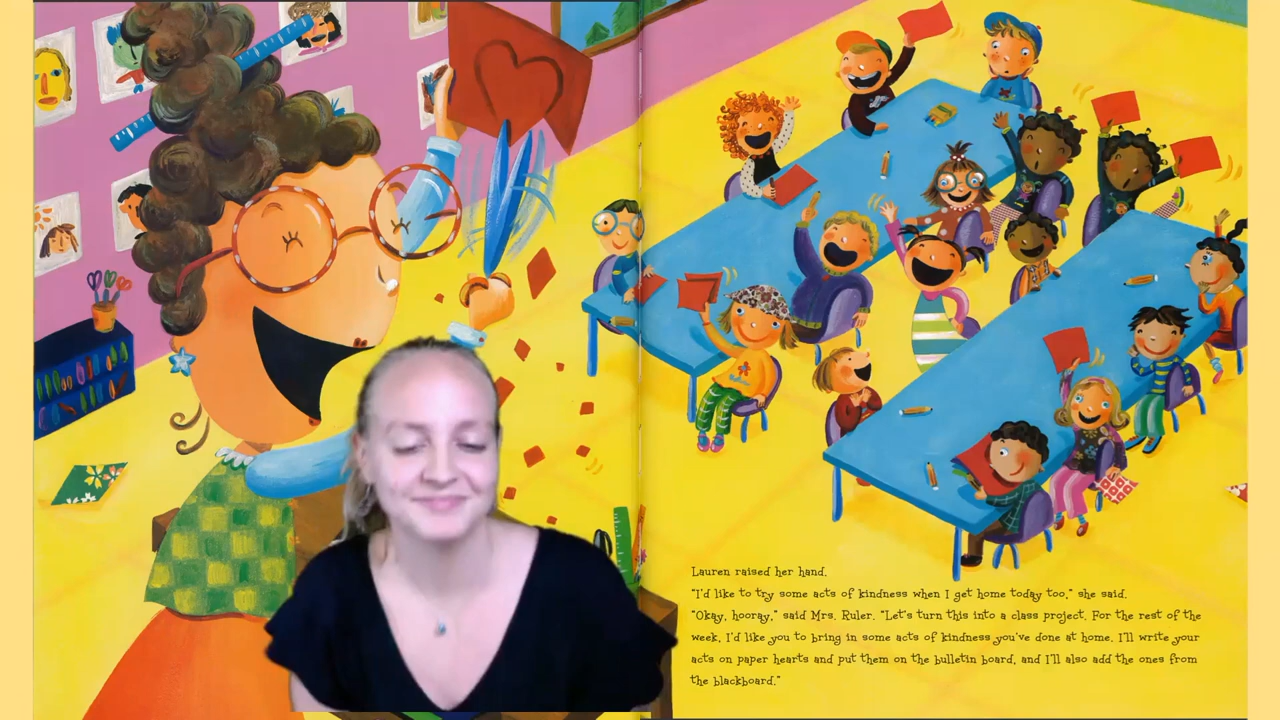 Lauren raised her hand.
"I'd like to try some acts of kindness when I get home today too," she said.
"Okay, hooray," said Mrs. Ruler. "Let's turn this into a class project. For the rest of the
week, I'd like you to bring in some acts of kindness you've done at home. I'll write your
acts on paper hearts and put them on the bulletin board, and I'll also add the ones from
the blackboard."